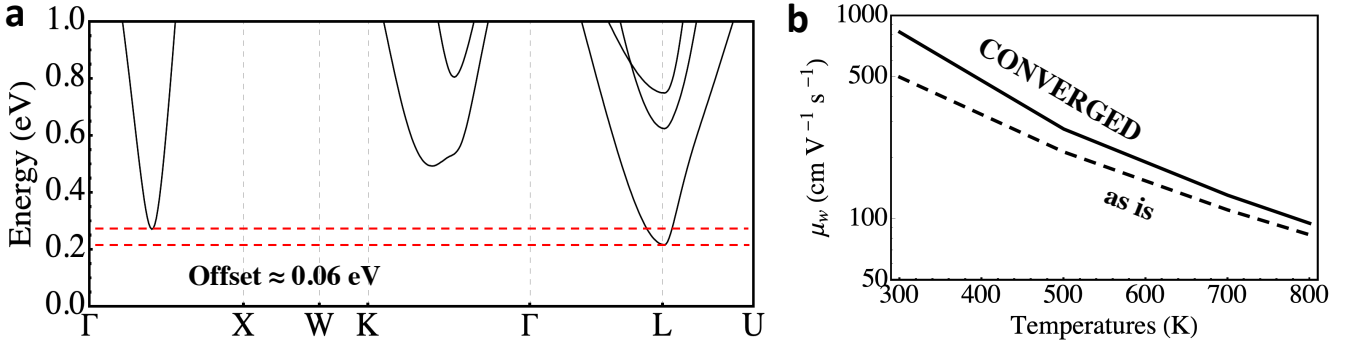 a
1.0
0.8
0.6
0.4
0.2
0.0
Energy (eV)
Offset ≈ 0.06 eV
Γ X W K Γ L U
b
1000
500
100
50
μw (cm V⁻¹ s⁻¹)
CONVERGED
as is
300 400 500 600 700 800
Temperatures (K)